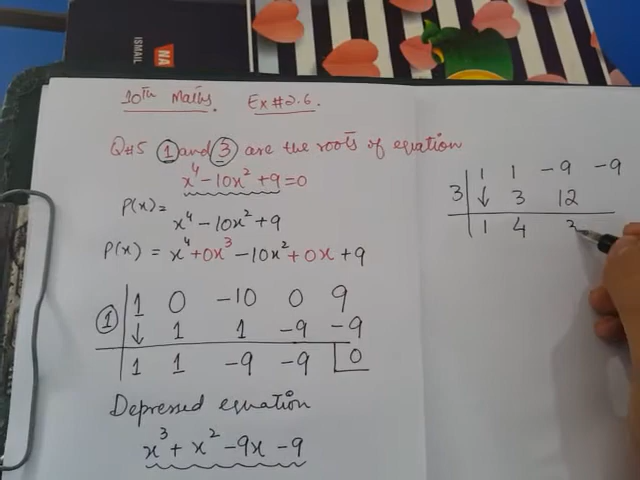 ISMAIL
NA
10th Maths. Ex#2.6.
Q#5 1 and 3 are the roots of equation
x⁴-10x²+9=0
P(x)=
x⁴-10x²+9
P(x) = x⁴+0x³-10x²+0x+9
1 1 0 -10 0 9
↓ 1 1 -9 -9
1 1 -9 -9 0
Depressed equation
x³+x²-9x-9
3 1 1 -9 -9
↓ 3 12
1 4 3